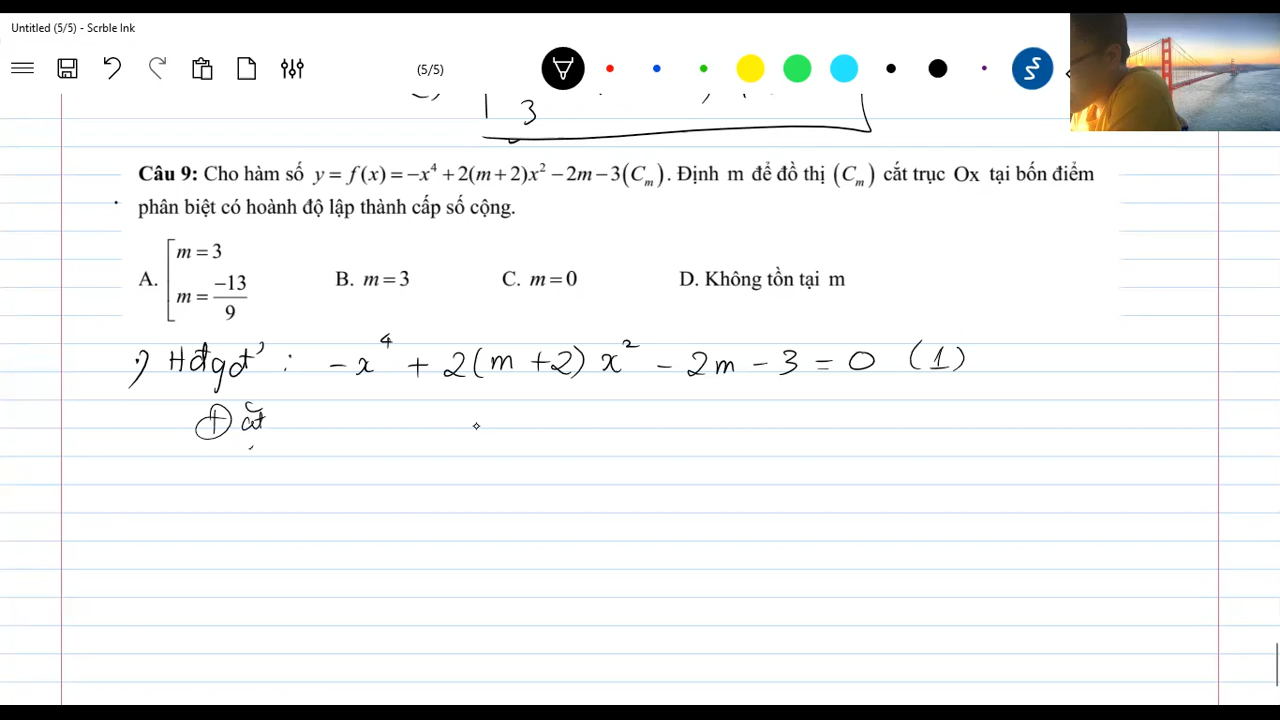 Untitled (5/5) - Scrble Ink
(5/5)
3
Câu 9: Cho hàm số y = f(x) = −x⁴ + 2(m + 2)x² − 2m − 3(Cₘ). Định m để đồ thị (Cₘ) cắt trục Ox tại bốn điểm
phân biệt có hoành độ lập thành cấp số cộng.
A. [m = 3 m = −13/9 B. m = 3 C. m = 0 D. Không tồn tại m
Hđgđ : −x⁴ + 2(m + 2)x² − 2m − 3 = 0 (1)